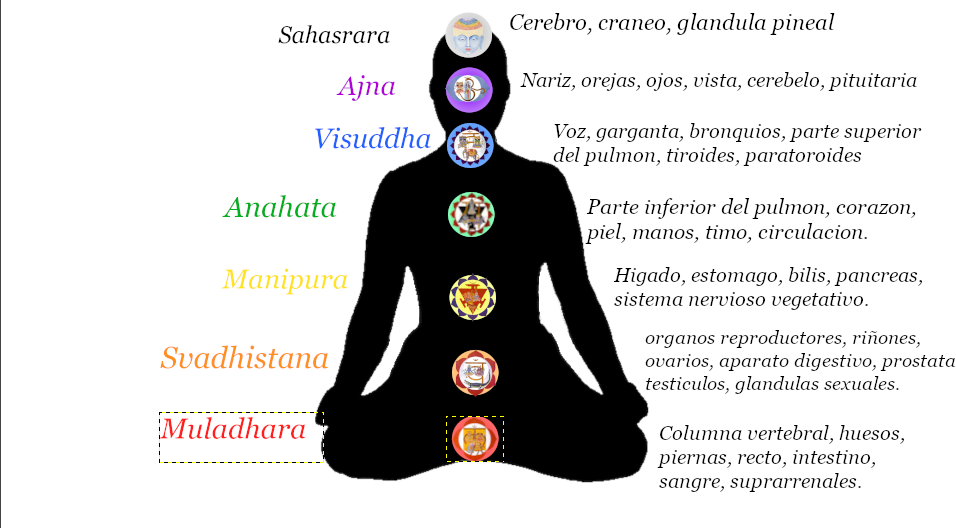 Sahasrara
Cerebro, craneo, glandula pineal
Ajna
Nariz, orejas, ojos, vista, cerebelo, pituitaria
Visuddha
Voz, garganta, bronquios, parte superior
del pulmon, tiroides, paratoroides
Anahata
Parte inferior del pulmon, corazon,
piel, manos, timo, circulacion.
Manipura
Higado, estomago, bilis, pancreas,
sistema nervioso vegetativo.
Svadhistana
organos reproductores, riñones,
ovarios, aparato digestivo, prostata
testiculos, glandulas sexuales.
Muladhara
Columna vertebral, huesos,
piernas, recto, intestino,
sangre, suprarrenales.